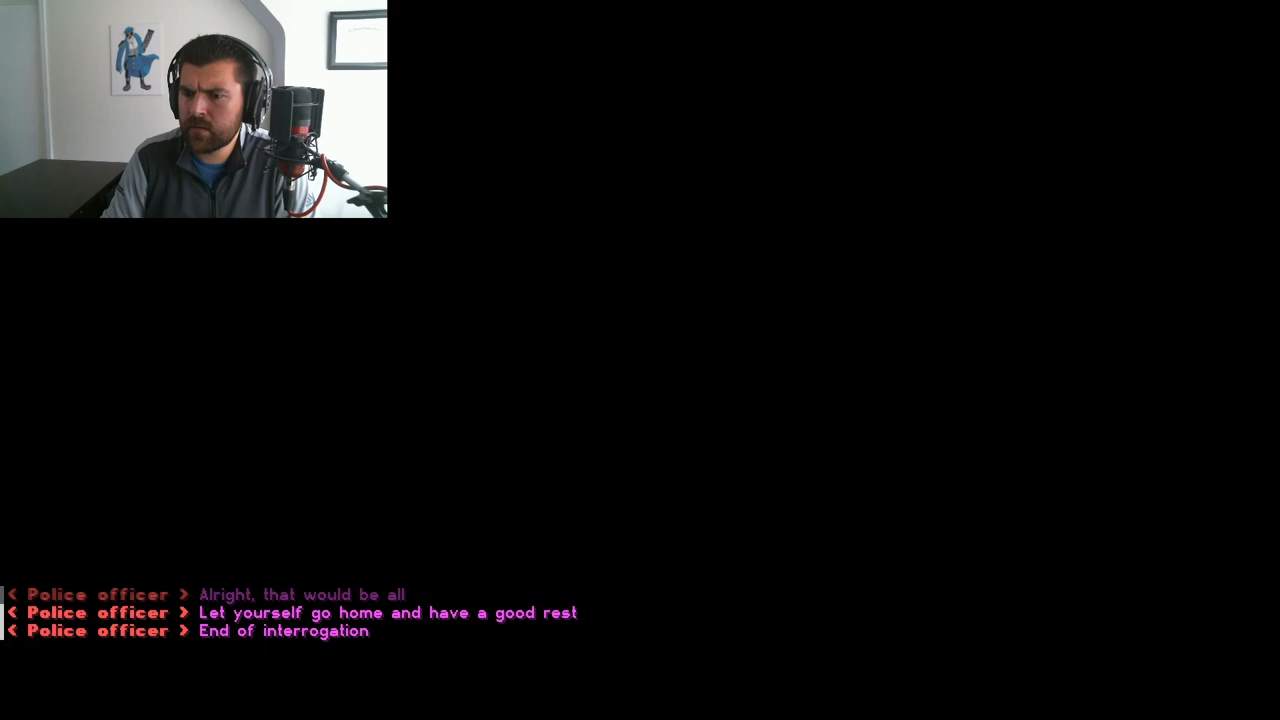 < Police officer > Alright, that would be all
< Police officer > Let yourself go home and have a good rest
< Police officer > End of interrogation